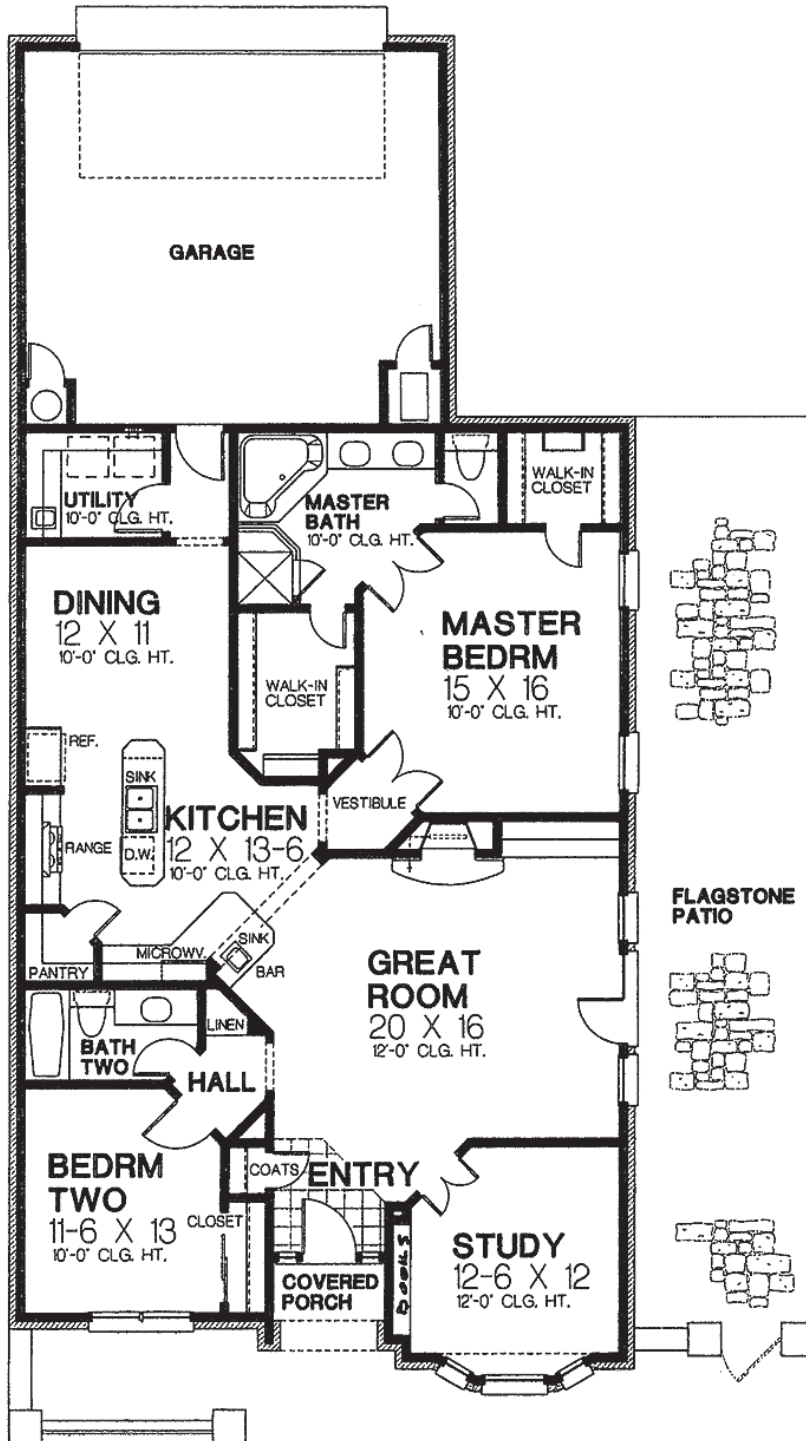 GARAGE
UTILITY
10'-0" CLG. HT.
MASTER
BATH
10'-0" CLG. HT.
WALK-IN
CLOSET
DINING
12 X 11
10'-0" CLG. HT.
MASTER
BEDRM
15 X 16
10'-0" CLG. HT.
WALK-IN
CLOSET
REF.
SINK
VESTIBULE
KITCHEN
12 X 13-6
10'-0" CLG. HT.
RANGE
D.W.
FLAGSTONE
PATIO
MICROWV.
SINK
BAR
PANTRY
GREAT
ROOM
20 X 16
12'-0" CLG. HT.
LINEN
BATH
TWO
HALL
BEDRM
TWO
11-6 X 13
10'-0" CLG. HT.
COATS
ENTRY
CLOSET
BOOKS
STUDY
12-6 X 12
12'-0" CLG. HT.
COVERED
PORCH